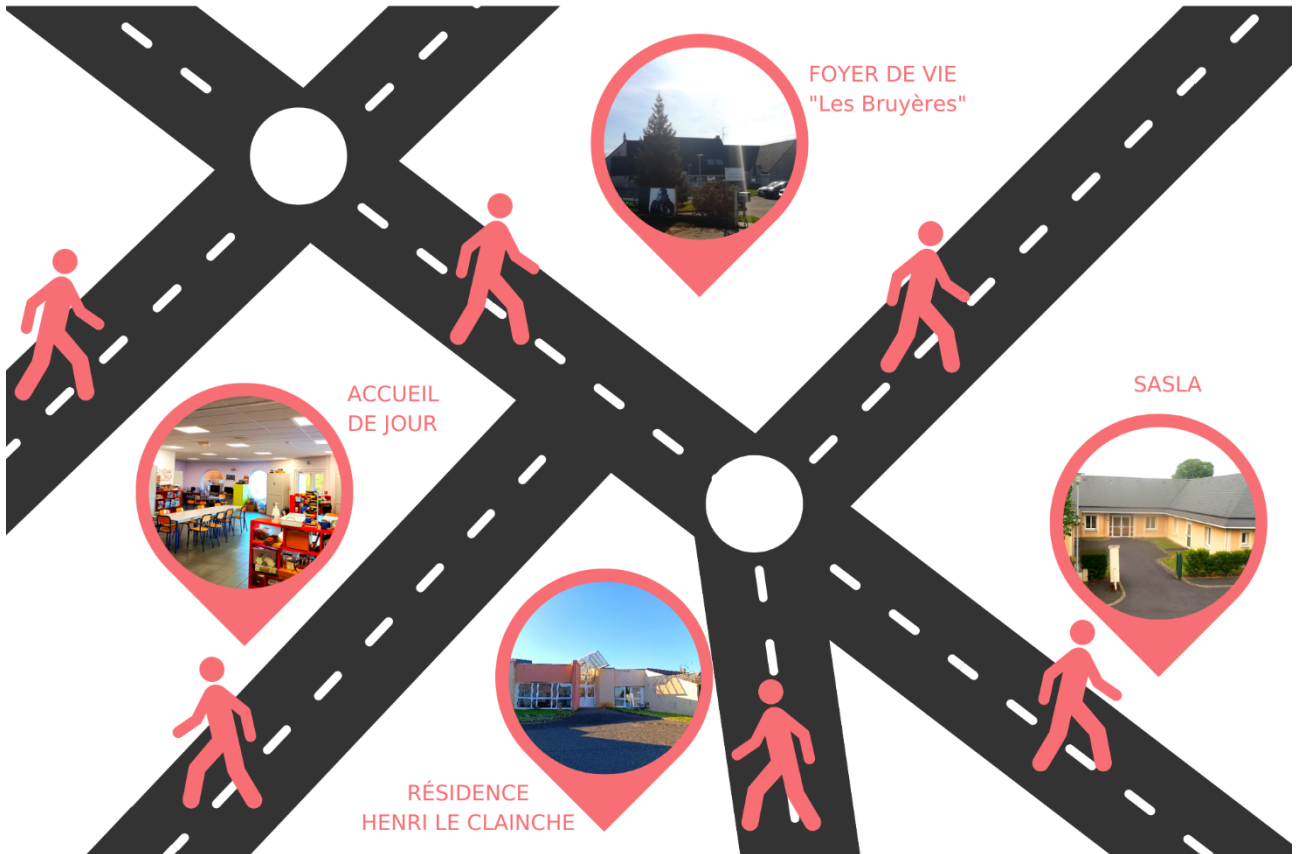 FOYER DE VIE
"Les Bruyères"
ACCUEIL
DE JOUR
SASLA
RÉSIDENCE
HENRI LE CLAINCHE